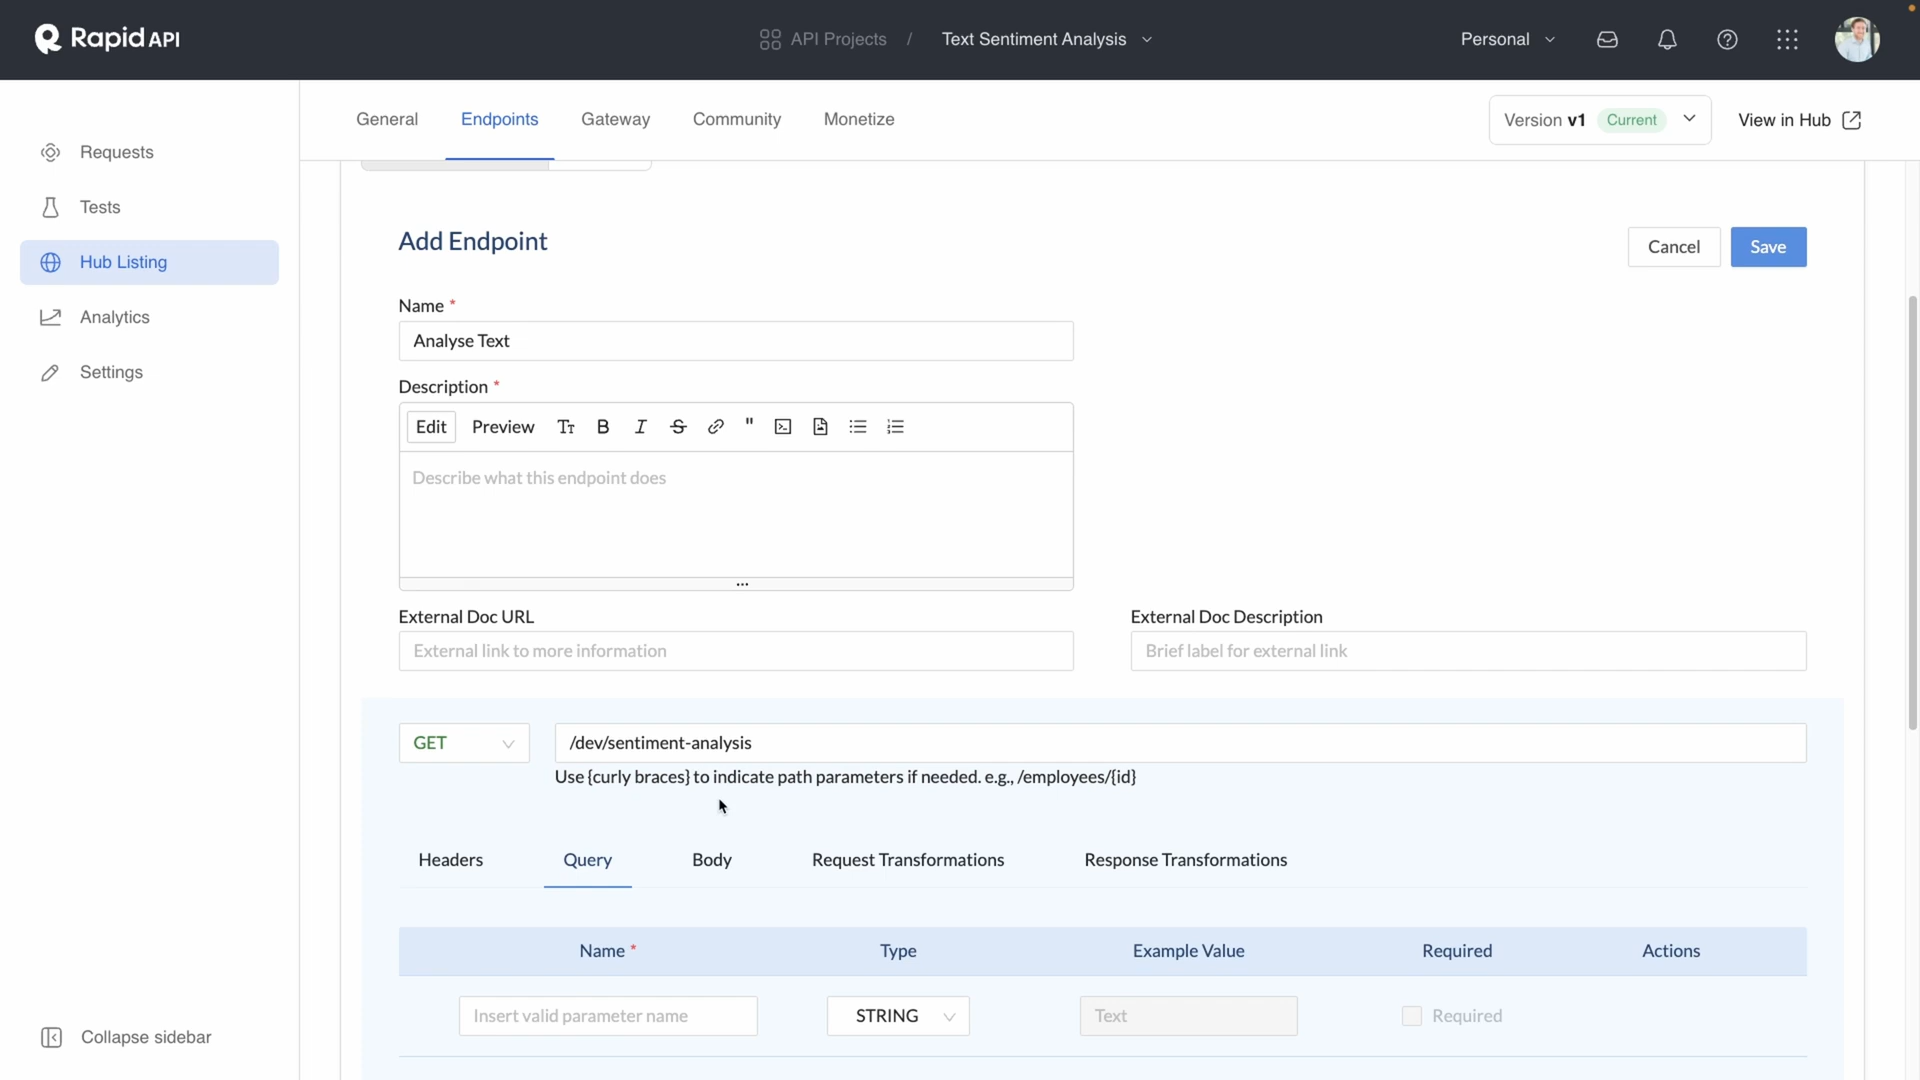 Rapid API
API Projects / Text Sentiment Analysis
Personal
General
Endpoints
Gateway
Community
Monetize
Version v1 Current
View in Hub
Requests
Tests
Hub Listing
Analytics
Settings
Collapse sidebar
Add Endpoint
Cancel
Save
Name *
Analyse Text
Description *
Edit
Preview
Describe what this endpoint does
External Doc URL
External link to more information
External Doc Description
Brief label for external link
GET
/dev/sentiment-analysis
Use {curly braces} to indicate path parameters if needed. e.g., /employees/{id}
Headers
Query
Body
Request Transformations
Response Transformations
Name *
Type
Example Value
Required
Actions
Insert valid parameter name
STRING
Text
Required